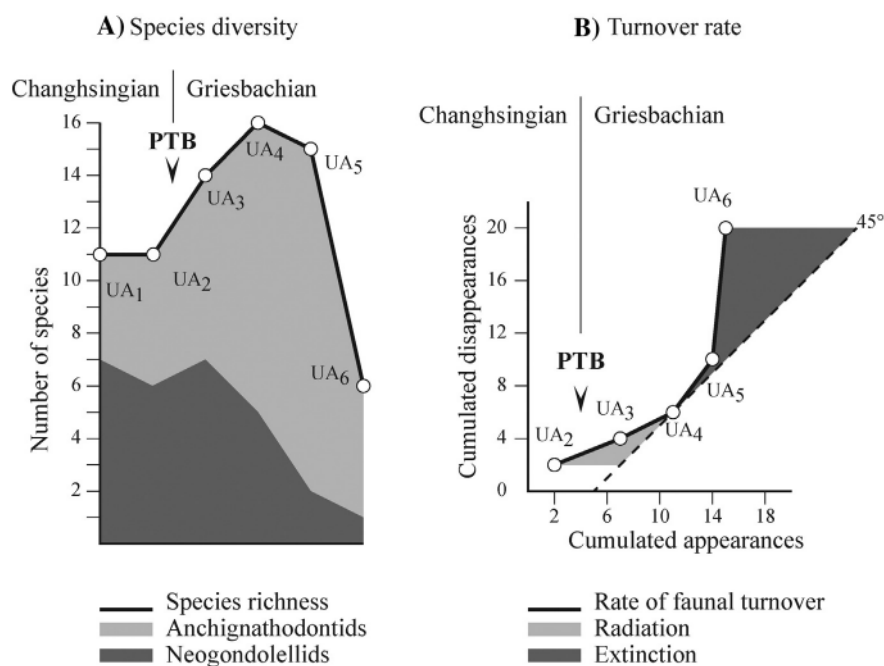 A) Species diversity
Changhsingian
Griesbachian
PTB
16
14
12
10
8
6
4
2
Number of species
UA1
UA2
UA3
UA4
UA5
UA6
Species richness
Anchignathodontids
Neogondolellids
B) Turnover rate
Changhsingian
Griesbachian
PTB
20
16
12
8
4
0
Cumulated disappearances
UA2
UA3
UA4
UA5
UA6
45°
2
6
10
14
18
Cumulated appearances
Rate of faunal turnover
Radiation
Extinction